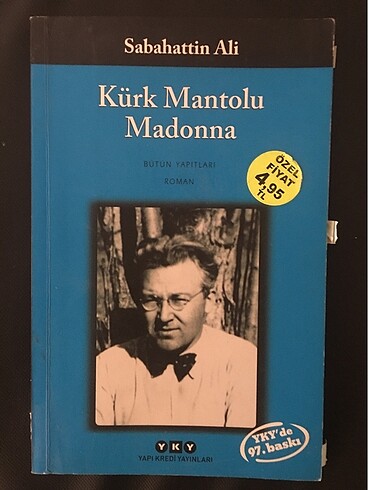 Sabahattin Ali
Kürk Mantolu
Madonna
BÜTÜN YAPITLARI
ROMAN
ÖZEL
FİYAT
4,95
TL
YKY
YAPI KREDİ YAYINLARI
YKY'de
97. baskı